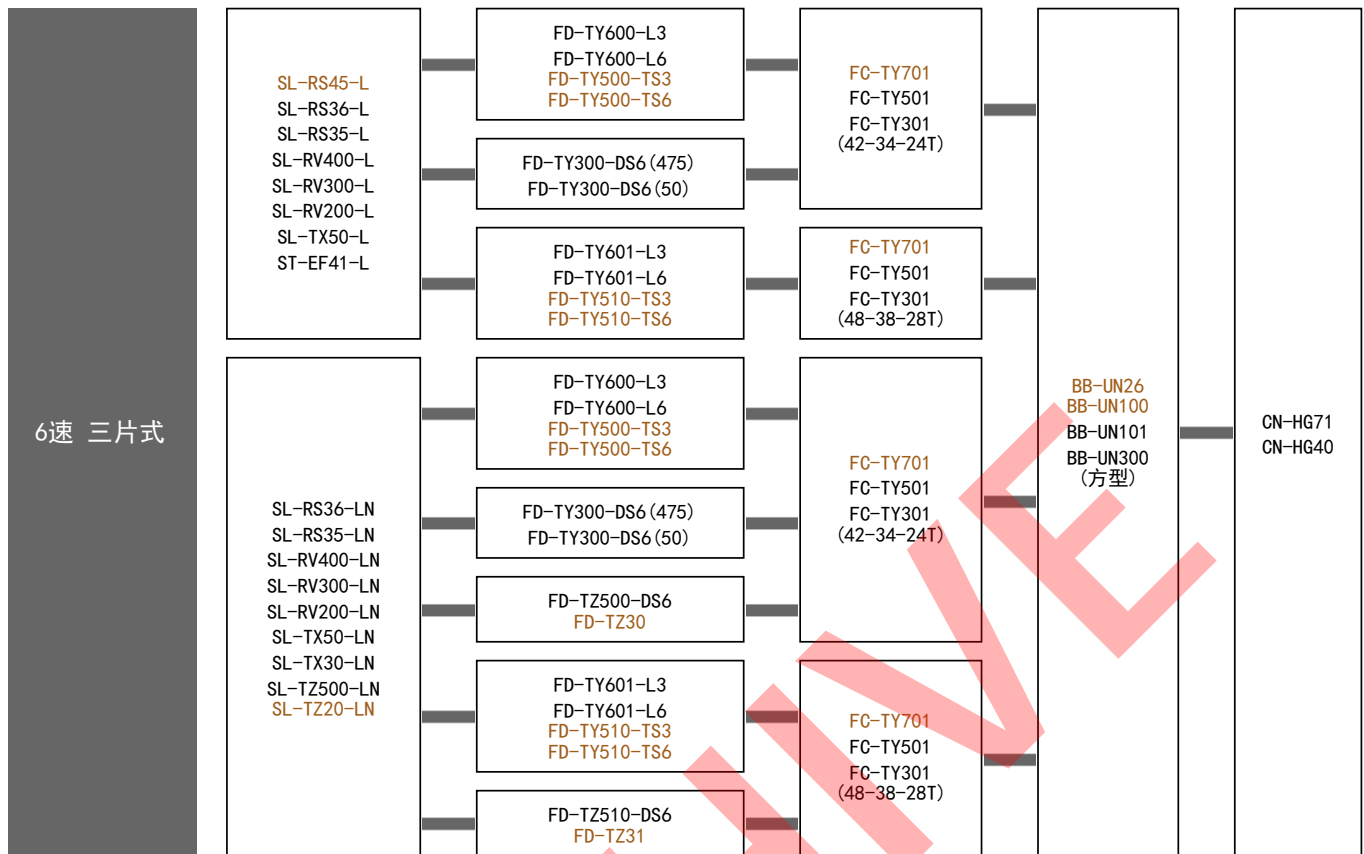 6速 三片式
SL-RS45-L
SL-RS36-L
SL-RS35-L
SL-RV400-L
SL-RV300-L
SL-RV200-L
SL-TX50-L
ST-EF41-L
FD-TY600-L3
FD-TY600-L6
FD-TY500-TS3
FD-TY500-TS6
FD-TY300-DS6(475)
FD-TY300-DS6(50)
FC-TY701
FC-TY501
FC-TY301
(42-34-24T)
FD-TY601-L3
FD-TY601-L6
FD-TY510-TS3
FD-TY510-TS6
FC-TY701
FC-TY501
FC-TY301
(48-38-28T)
SL-RS36-LN
SL-RS35-LN
SL-RV400-LN
SL-RV300-LN
SL-RV200-LN
SL-TX50-LN
SL-TX30-LN
SL-TZ500-LN
SL-TZ20-LN
FD-TY600-L3
FD-TY600-L6
FD-TY500-TS3
FD-TY500-TS6
FD-TY300-DS6(475)
FD-TY300-DS6(50)
FD-TZ500-DS6
FD-TZ30
FC-TY701
FC-TY501
FC-TY301
(42-34-24T)
FD-TY601-L3
FD-TY601-L6
FD-TY510-TS3
FD-TY510-TS6
FD-TZ510-DS6
FD-TZ31
FC-TY701
FC-TY501
FC-TY301
(48-38-28T)
BB-UN26
BB-UN100
BB-UN101
BB-UN300
(方型)
CN-HG71
CN-HG40